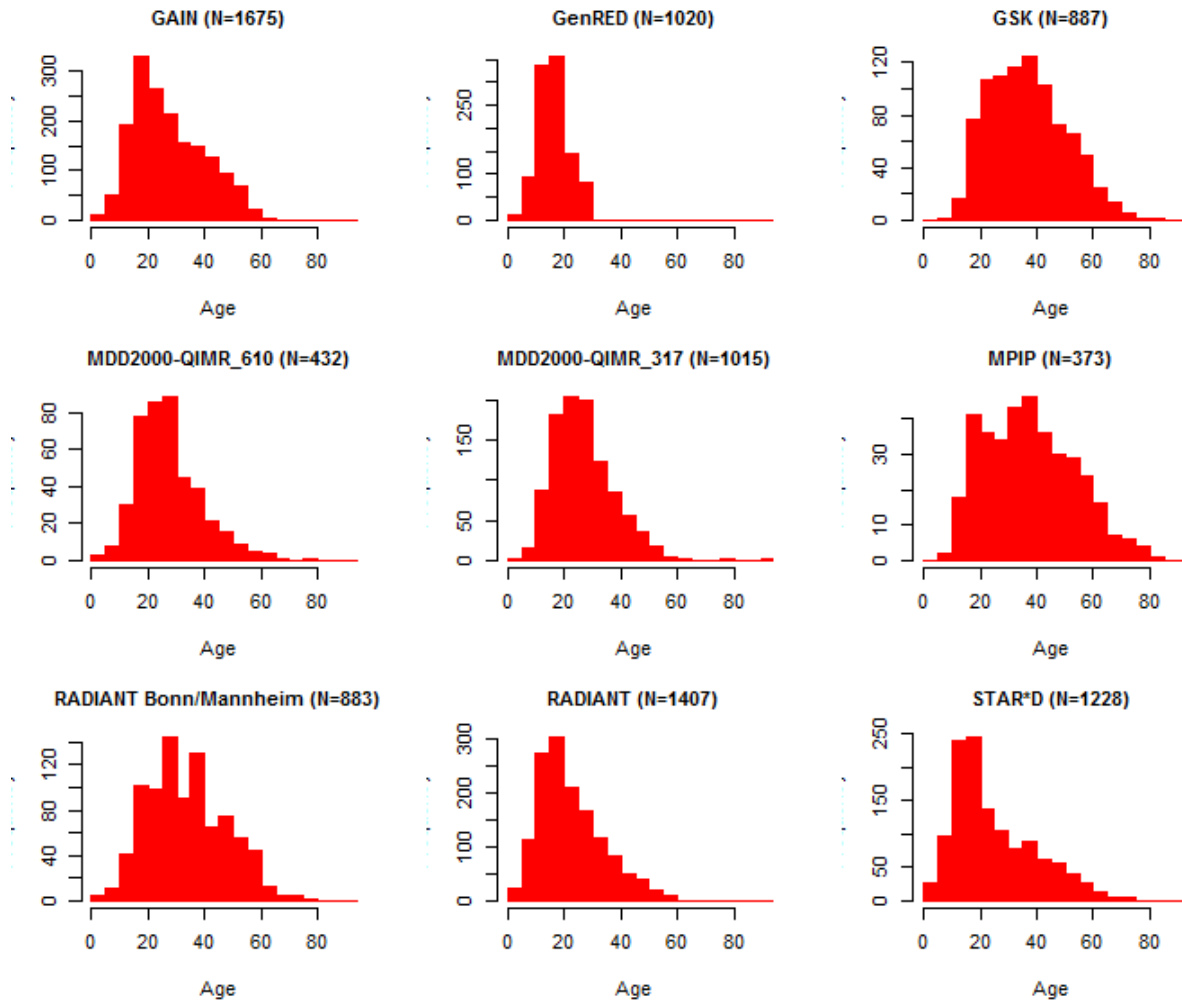 GAIN (N=1675)
GenRED (N=1020)
GSK (N=887)
0 100 200 300
0 20 40 60 80
Age
0 100 250
0 20 40 60 80
Age
0 40 80 120
0 20 40 60 80
Age
MDD2000-QIMR_610 (N=432)
MDD2000-QIMR_317 (N=1015)
MPIP (N=373)
0 20 40 60 80
0 20 40 60 80
Age
0 50 150
0 20 40 60 80
Age
0 10 30
0 20 40 60 80
Age
RADIANT Bonn/Mannheim (N=883)
RADIANT (N=1407)
STAR*D (N=1228)
0 40 80 120
0 20 40 60 80
Age
0 100 200 300
0 20 40 60 80
Age
0 50 150 250
0 20 40 60 80
Age